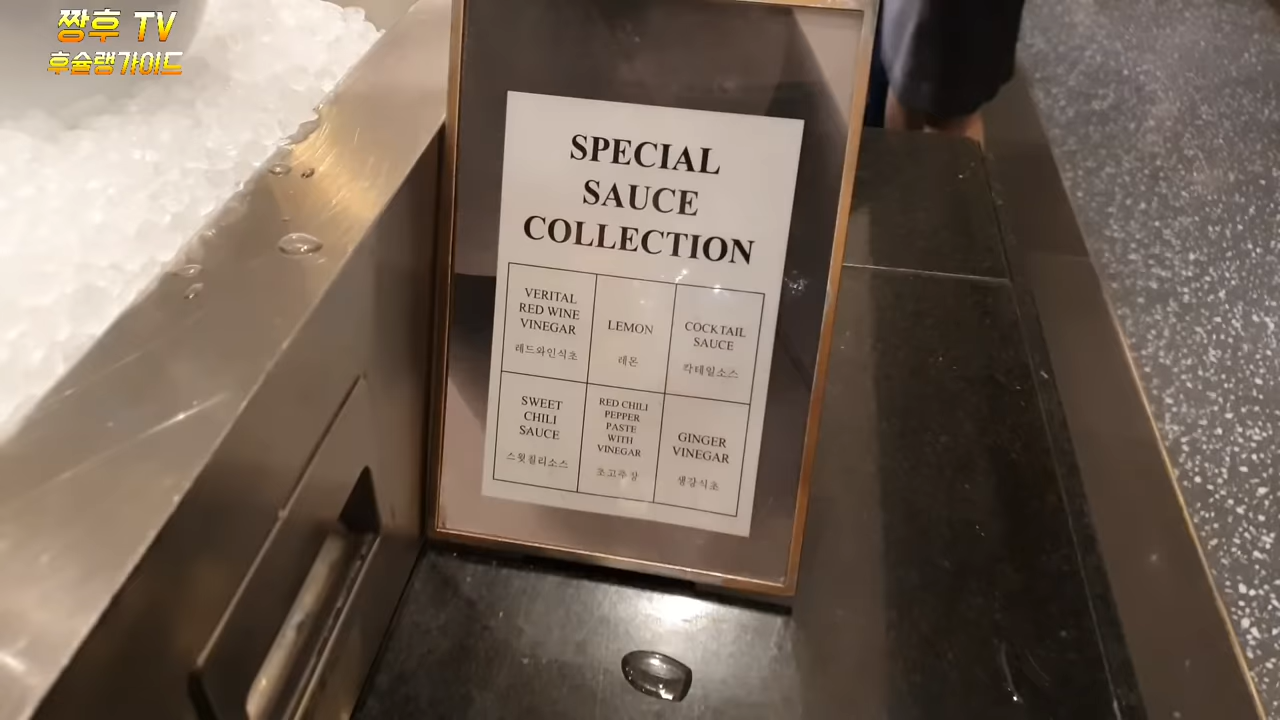 짱후 TV
후슐랭가이드
SPECIAL
SAUCE
COLLECTION
VERITAL
RED WINE
VINEGAR
레드와인식초
LEMON
레몬
COCKTAIL
SAUCE
칵테일소스
SWEET
CHILI
SAUCE
스윗칠리소스
RED CHILI
PEPPER
PASTE
WITH
VINEGAR
초고추장
GINGER
VINEGAR
생강식초